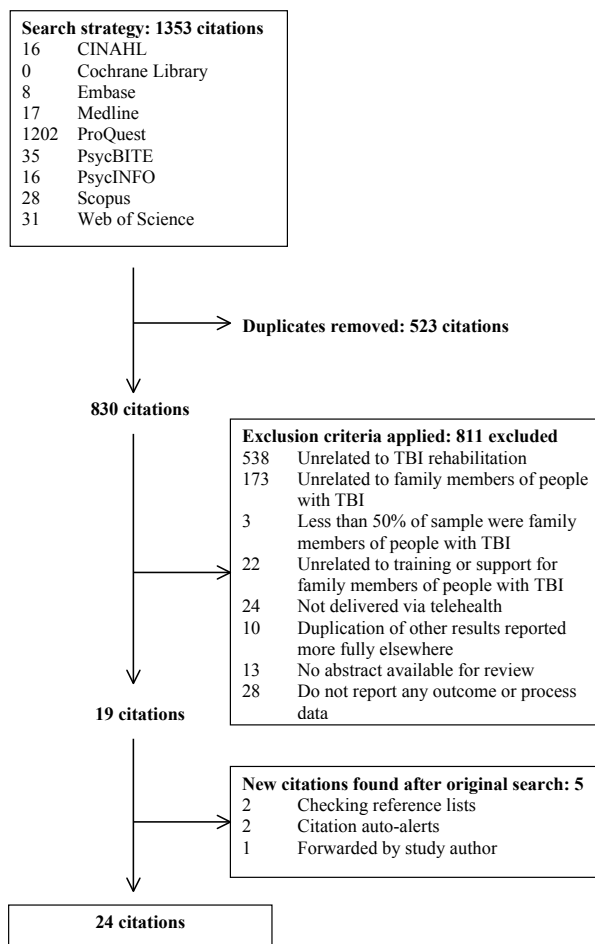 Search strategy: 1353 citations
16 CINAHL
0 Cochrane Library
8 Embase
17 Medline
1202 ProQuest
35 PsycBITE
16 PsycINFO
28 Scopus
31 Web of Science
Duplicates removed: 523 citations
830 citations
Exclusion criteria applied: 811 excluded
538 Unrelated to TBI rehabilitation
173 Unrelated to family members of people
with TBI
3 Less than 50% of sample were family
members of people with TBI
22 Unrelated to training or support for
family members of people with TBI
24 Not delivered via telehealth
10 Duplication of other results reported
more fully elsewhere
13 No abstract available for review
28 Do not report any outcome or process
data
19 citations
New citations found after original search: 5
2 Checking reference lists
2 Citation auto-alerts
1 Forwarded by study author
24 citations